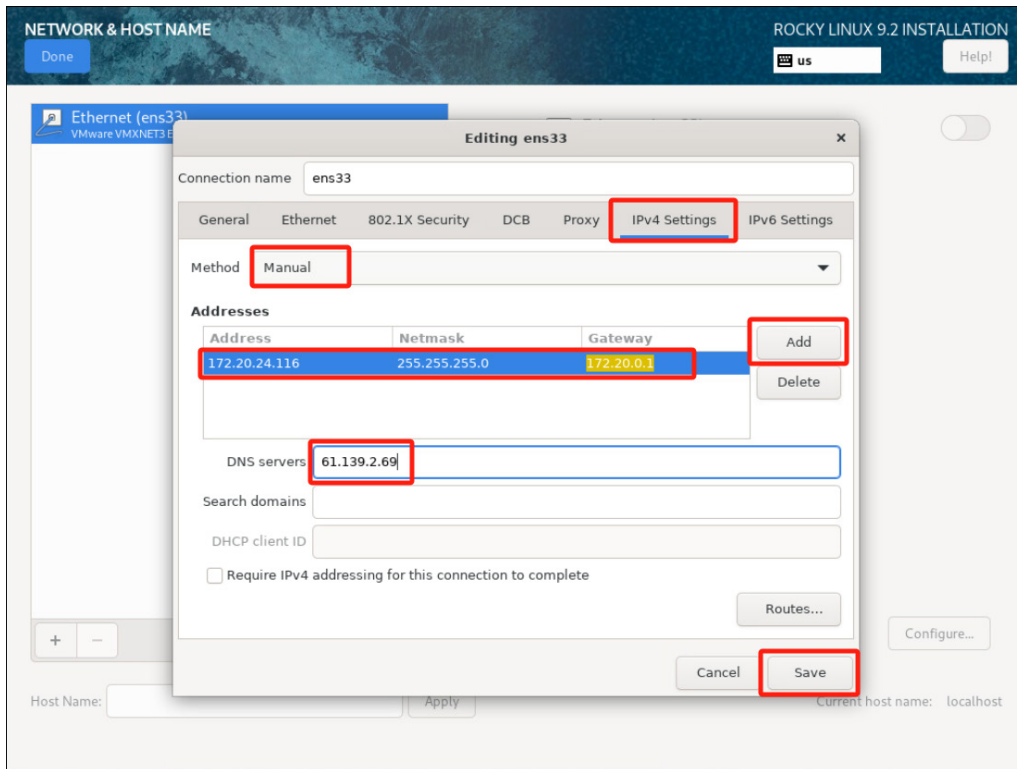 NETWORK & HOST NAME
ROCKY LINUX 9.2 INSTALLATION
Done
us
Help!
Ethernet (ens33)
VMware VMXNET3 E
Editing ens33
Connection name ens33
General Ethernet 802.1X Security DCB Proxy IPv4 Settings IPv6 Settings
Method Manual
Addresses
Address Netmask Gateway
172.20.24.116 255.255.255.0 172.20.0.1
Add
Delete
DNS servers 61.139.2.69
Search domains
DHCP client ID
Require IPv4 addressing for this connection to complete
Routes...
Configure...
Cancel Save
Host Name: Apply Current host name: localhost